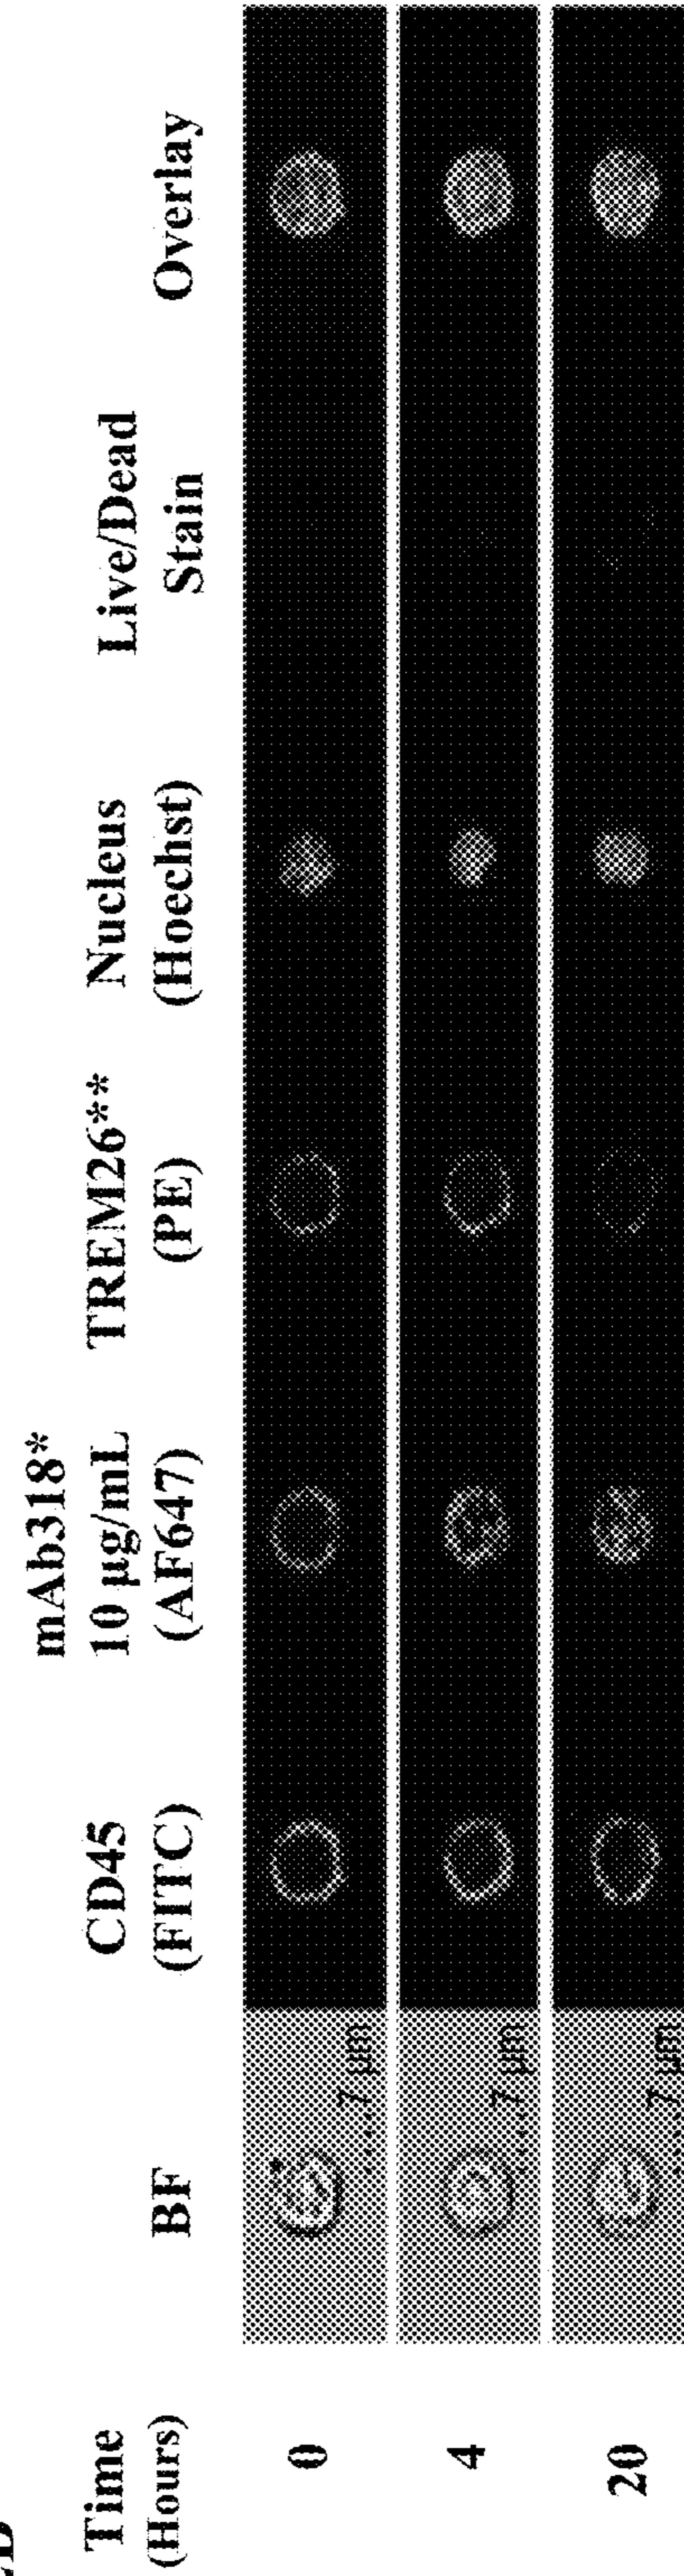 Time
(Hours)
BF
CD45
(FITC)
mAb318*
10 µg/mL
(AF647)
TREM26**
(PE)
Nucleus
(Hoechst)
Live/Dead
Stain
Overlay
0
7 µm
4
7 µm
20
7 µm